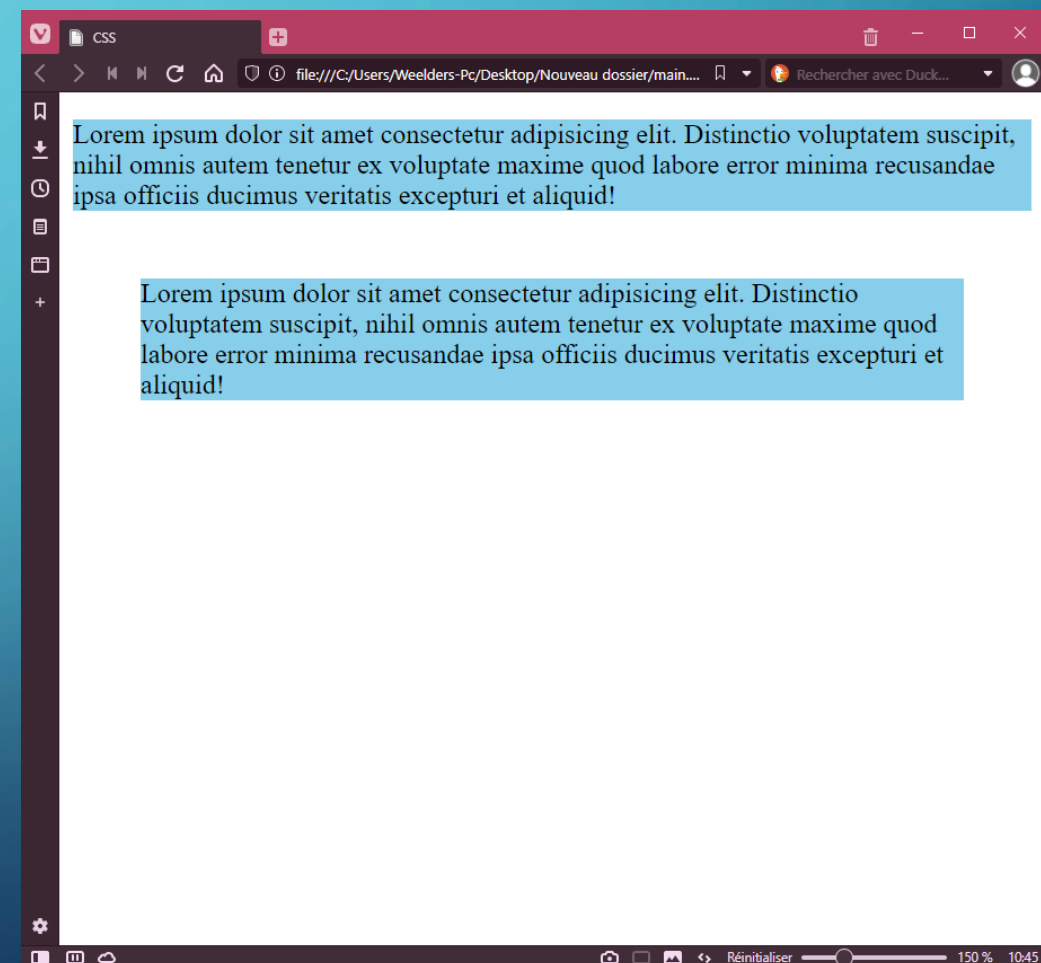 CSS
file:///C:/Users/Weelders-Pc/Desktop/Nouveau dossier/main.... Rechercher avec Duck...
Lorem ipsum dolor sit amet consectetur adipisicing elit. Distinctio voluptatem suscipit,
nihil omnis autem tenetur ex voluptate maxime quod labore error minima recusandae
ipsa officiis ducimus veritatis excepturi et aliquid!
Lorem ipsum dolor sit amet consectetur adipisicing elit. Distinctio
voluptatem suscipit, nihil omnis autem tenetur ex voluptate maxime quod
labore error minima recusandae ipsa officiis ducimus veritatis excepturi et
aliquid!
Réinitialiser 150 % 10:45